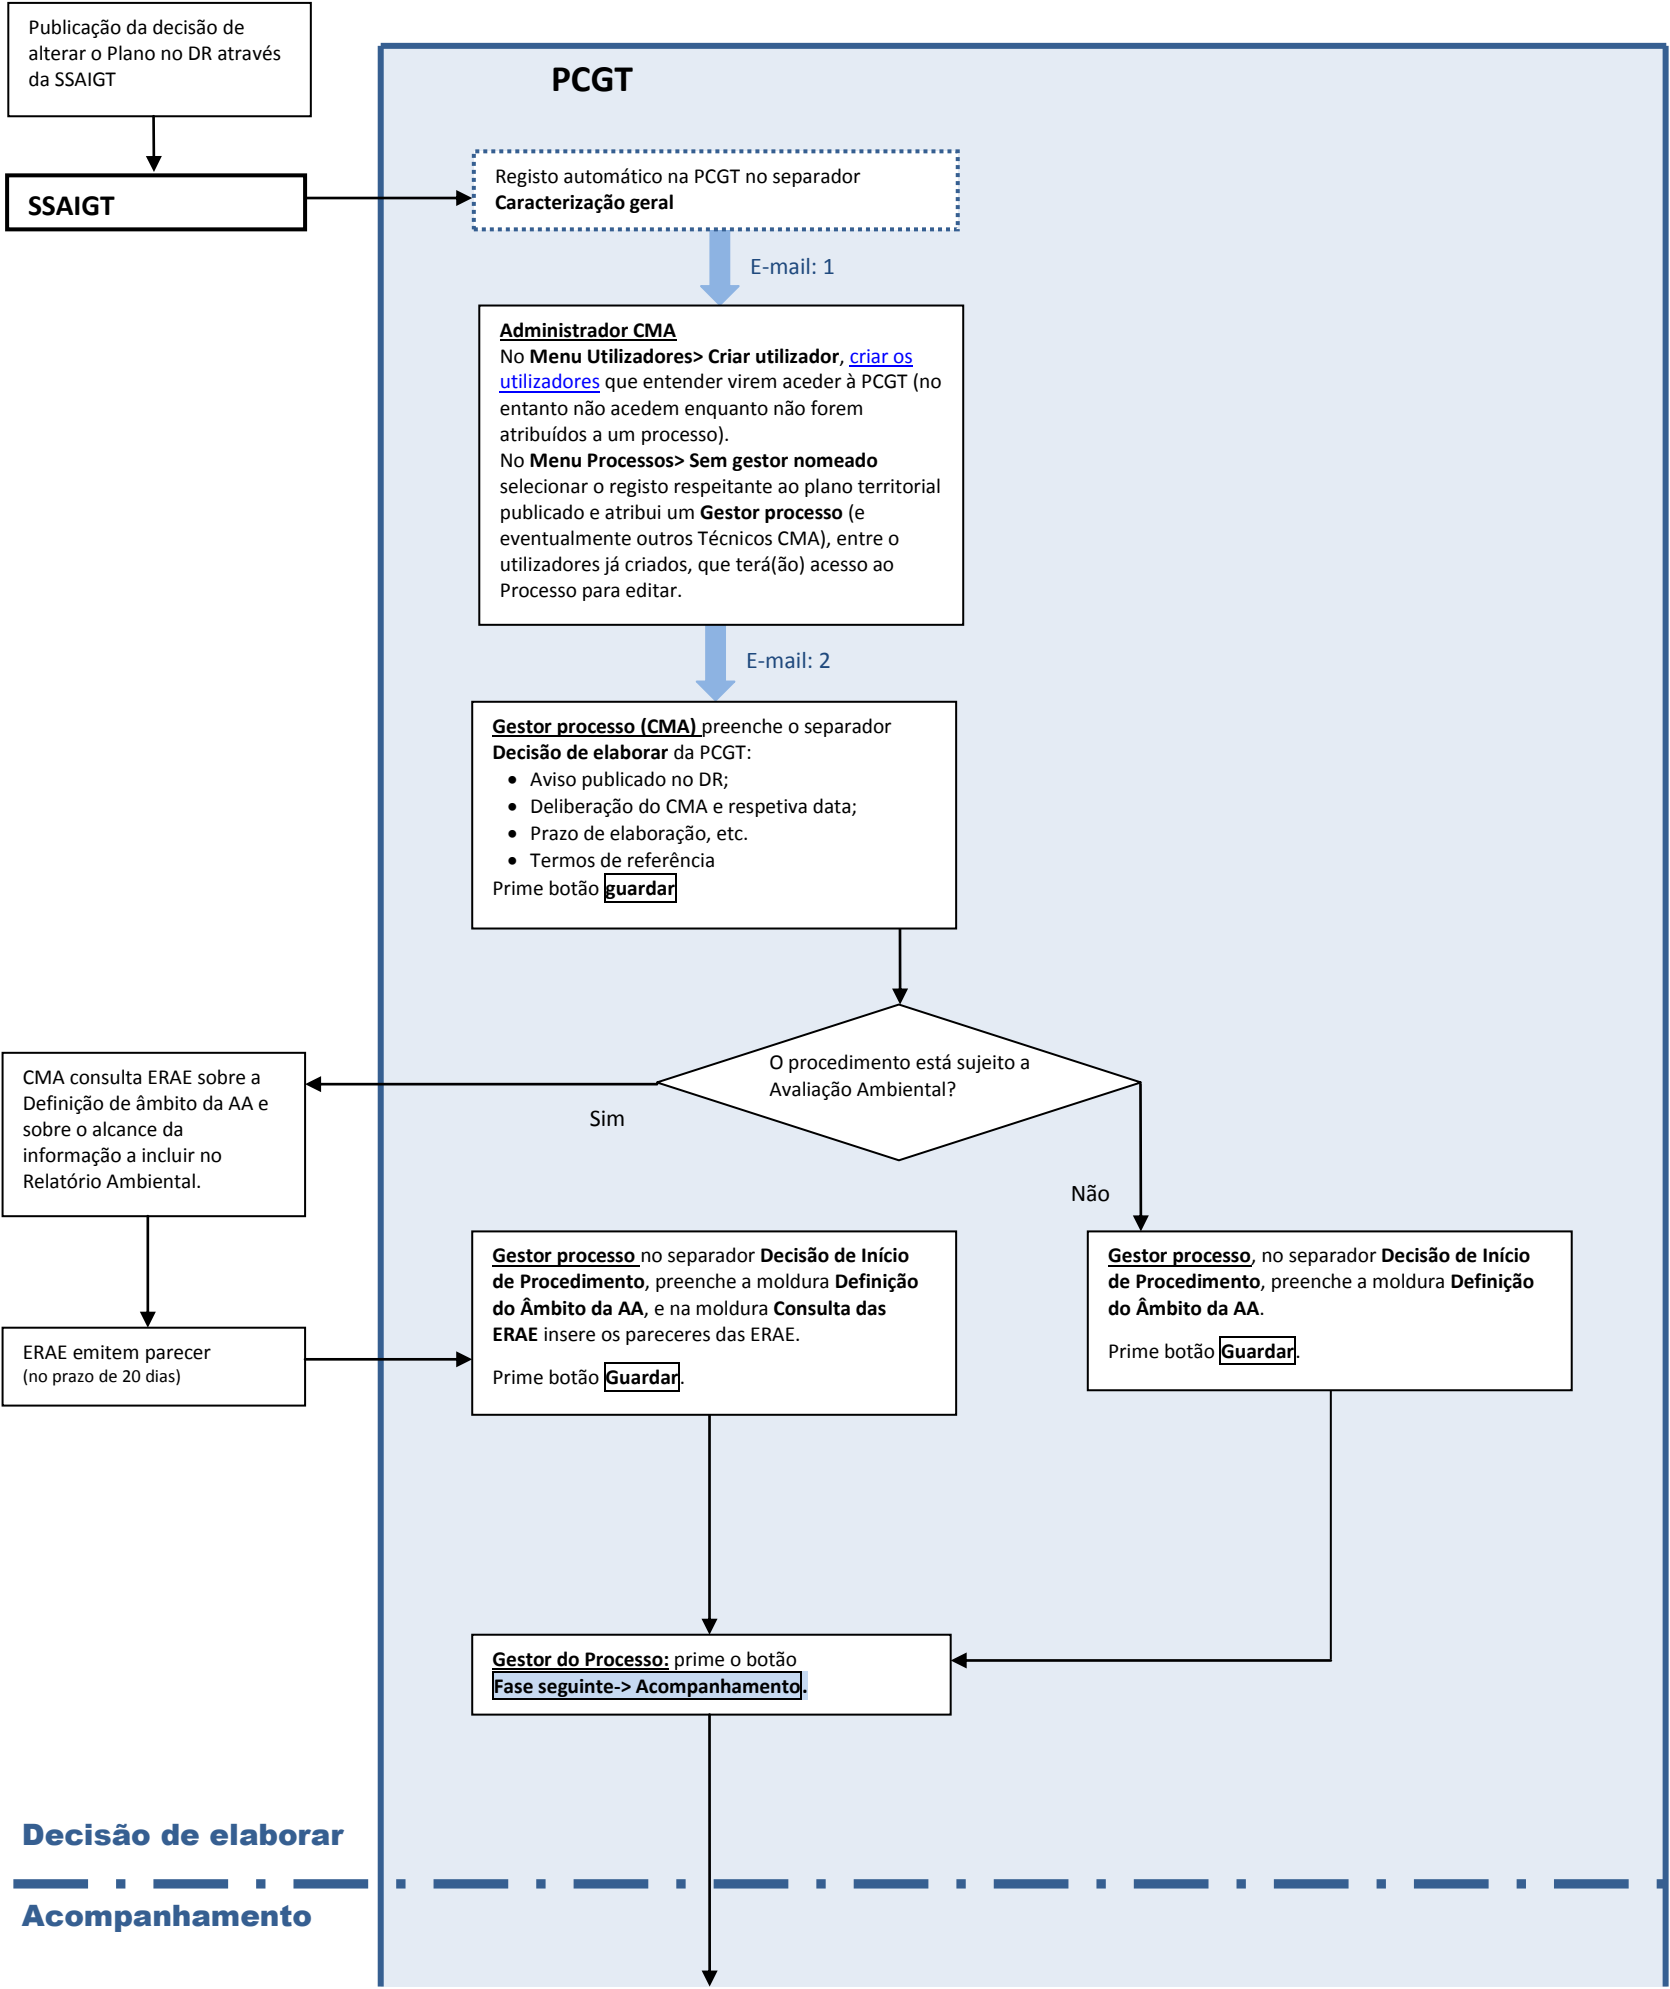 Publicação da decisão de
alterar o Plano no DR através
da SSAIGT
PCGT
SSAIGT
Registo automático na PCGT no separador
Caracterização geral
E-mail: 1
Administrador CMA
No Menu Utilizadores> Criar utilizador, criar os
utilizadores que entender virem aceder à PCGT (no
entanto não acedem enquanto não forem
atribuídos a um processo).
No Menu Processos> Sem gestor nomeado
selecionar o registo respeitante ao plano territorial
publicado e atribui um Gestor processo (e
eventualmente outros Técnicos CMA), entre o
utilizadores já criados, que terá(ão) acesso ao
Processo para editar.
E-mail: 2
Gestor processo (CMA) preenche o separador
Decisão de elaborar da PCGT:
• Aviso publicado no DR;
• Deliberação do CMA e respetiva data;
• Prazo de elaboração, etc.
• Termos de referência
Prime botão guardar
O procedimento está sujeito a
Avaliação Ambiental?
Sim
Não
CMA consulta ERAE sobre a
Definição de âmbito da AA e
sobre o alcance da
informação a incluir no
Relatório Ambiental.
ERAE emitem parecer
(no prazo de 20 dias)
Gestor processo no separador Decisão de Início
de Procedimento, preenche a moldura Definição
do Âmbito da AA, e na moldura Consulta das
ERAE insere os pareceres das ERAE.
Prime botão Guardar.
Gestor processo, no separador Decisão de Início
de Procedimento, preenche a moldura Definição
do Âmbito da AA.
Prime botão Guardar.
Gestor do Processo: prime o botão
Fase seguinte-> Acompanhamento.
Decisão de elaborar
Acompanhamento